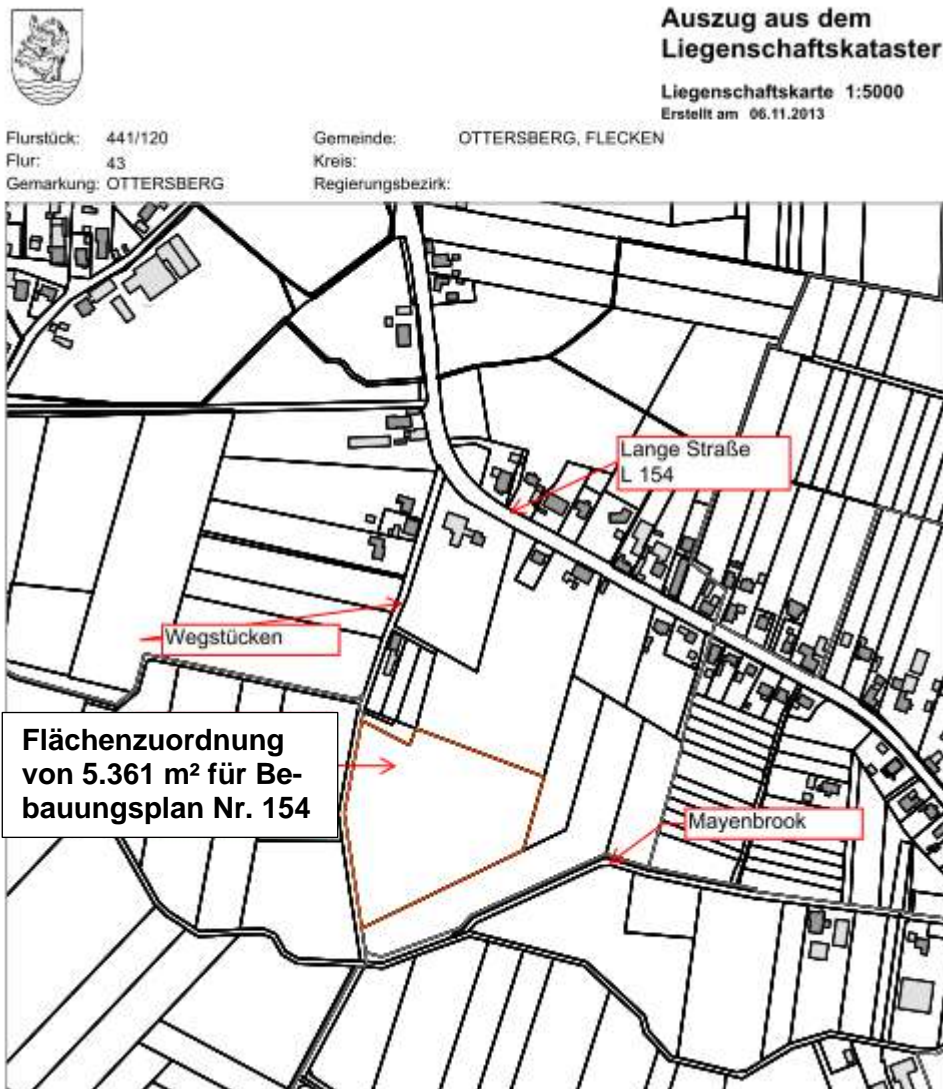 Auszug aus dem
Liegenschaftskataster
Liegenschaftskarte 1:5000
Erstellt am 06.11.2013
Flurstück: 441/120
Flur: 43
Gemarkung: OTTERSBERG
Gemeinde: OTTERSBERG, FLECKEN
Kreis:
Regierungsbezirk:
Lange Straße
L 154
Wegstücken
Flächenzuordnung
von 5.361 m² für Be-
bauungsplan Nr. 154
Mayenbrook